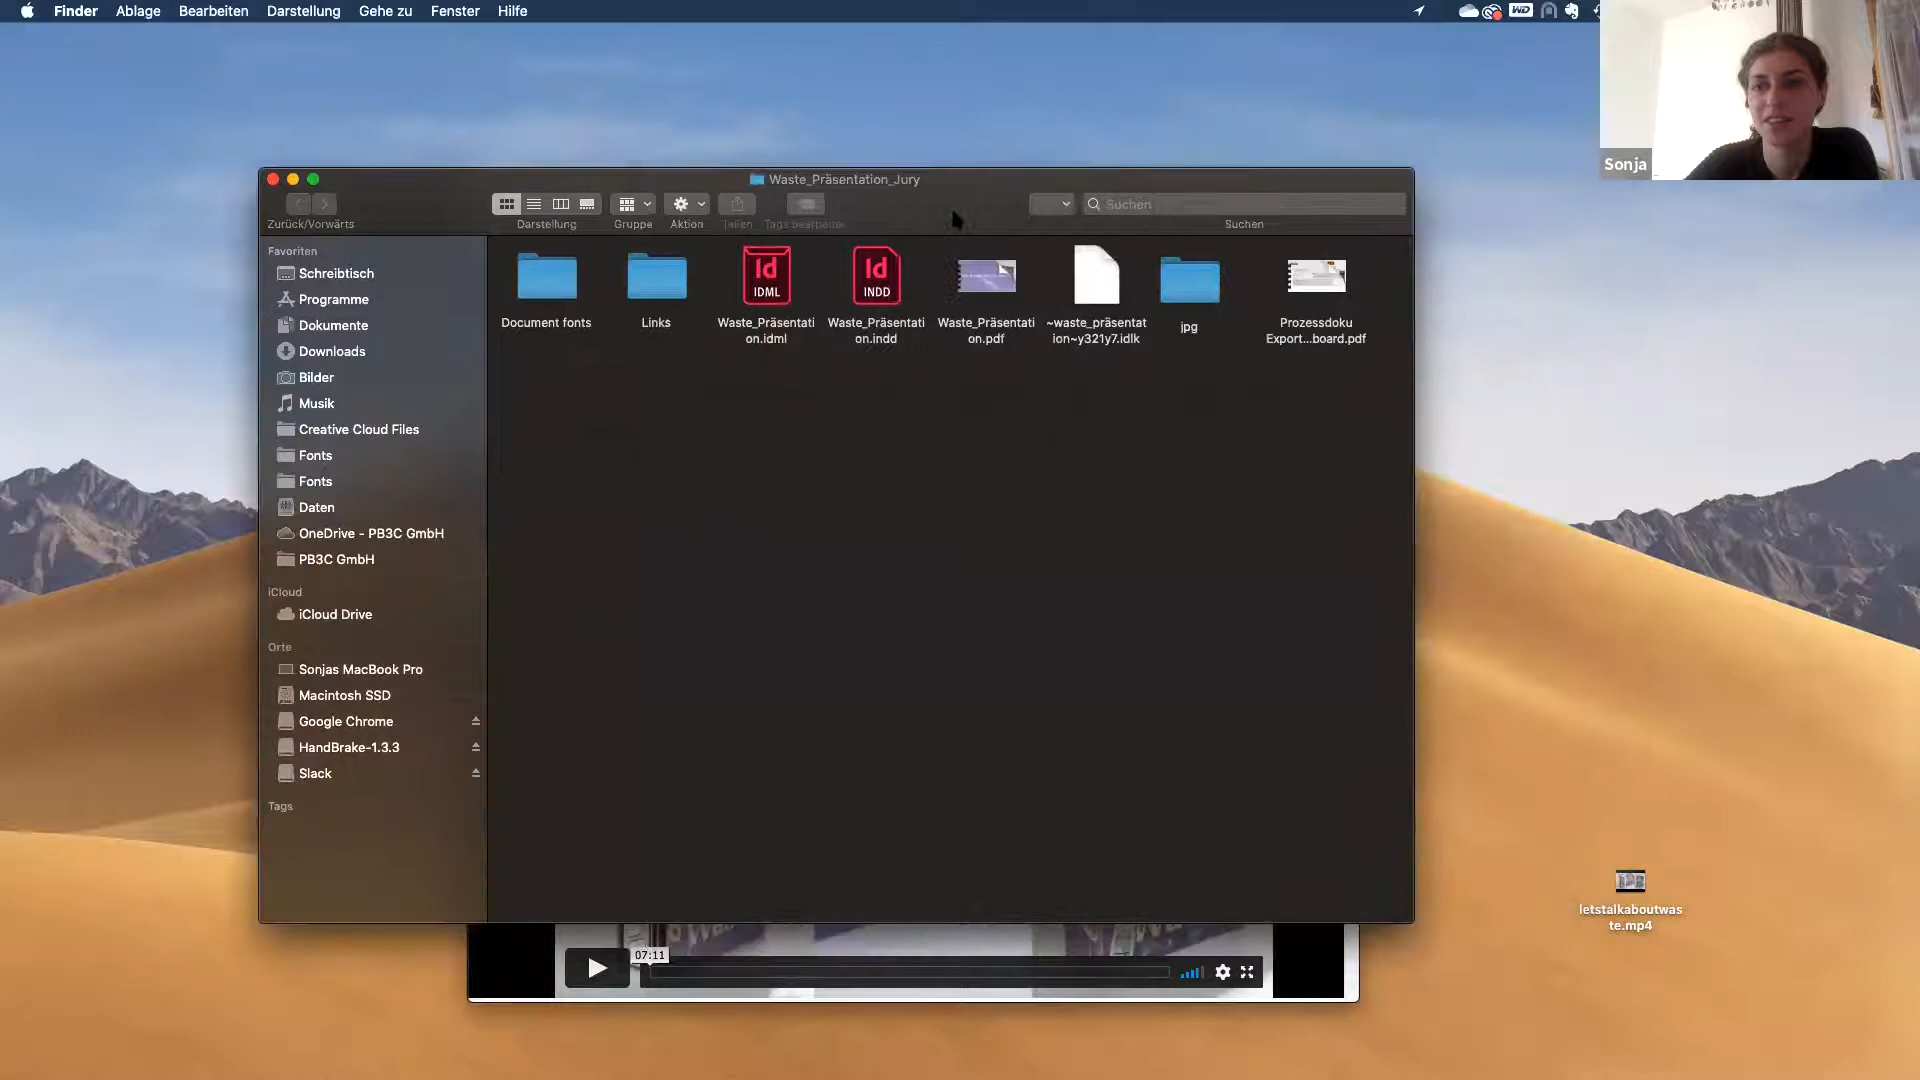 Finder Ablage Bearbeiten Darstellung Gehe zu Fenster Hilfe
WD
Sonja
Waste_Präsentation_Jury
Suchen
Zurück/Vorwärts
Darstellung
Gruppe
Aktion
Teilen
Tags bearbeiten
Suchen
Favoriten
Schreibtisch
Programme
Dokumente
Downloads
Bilder
Musik
Creative Cloud Files
Fonts
Fonts
Daten
OneDrive - PB3C GmbH
PB3C GmbH
iCloud
iCloud Drive
Orte
Sonjas MacBook Pro
Macintosh SSD
Google Chrome
HandBrake-1.3.3
Slack
Tags
Document fonts
Links
Id
IDML
Waste_Präsentati
on.idml
Id
INDD
Waste_Präsentati
on.indd
Waste_Präsentati
on.pdf
~waste_präsentat
ion~y321y7.idlk
jpg
Prozessdoku
Export...board.pdf
letstalkaboutwas
te.mp4
07:11